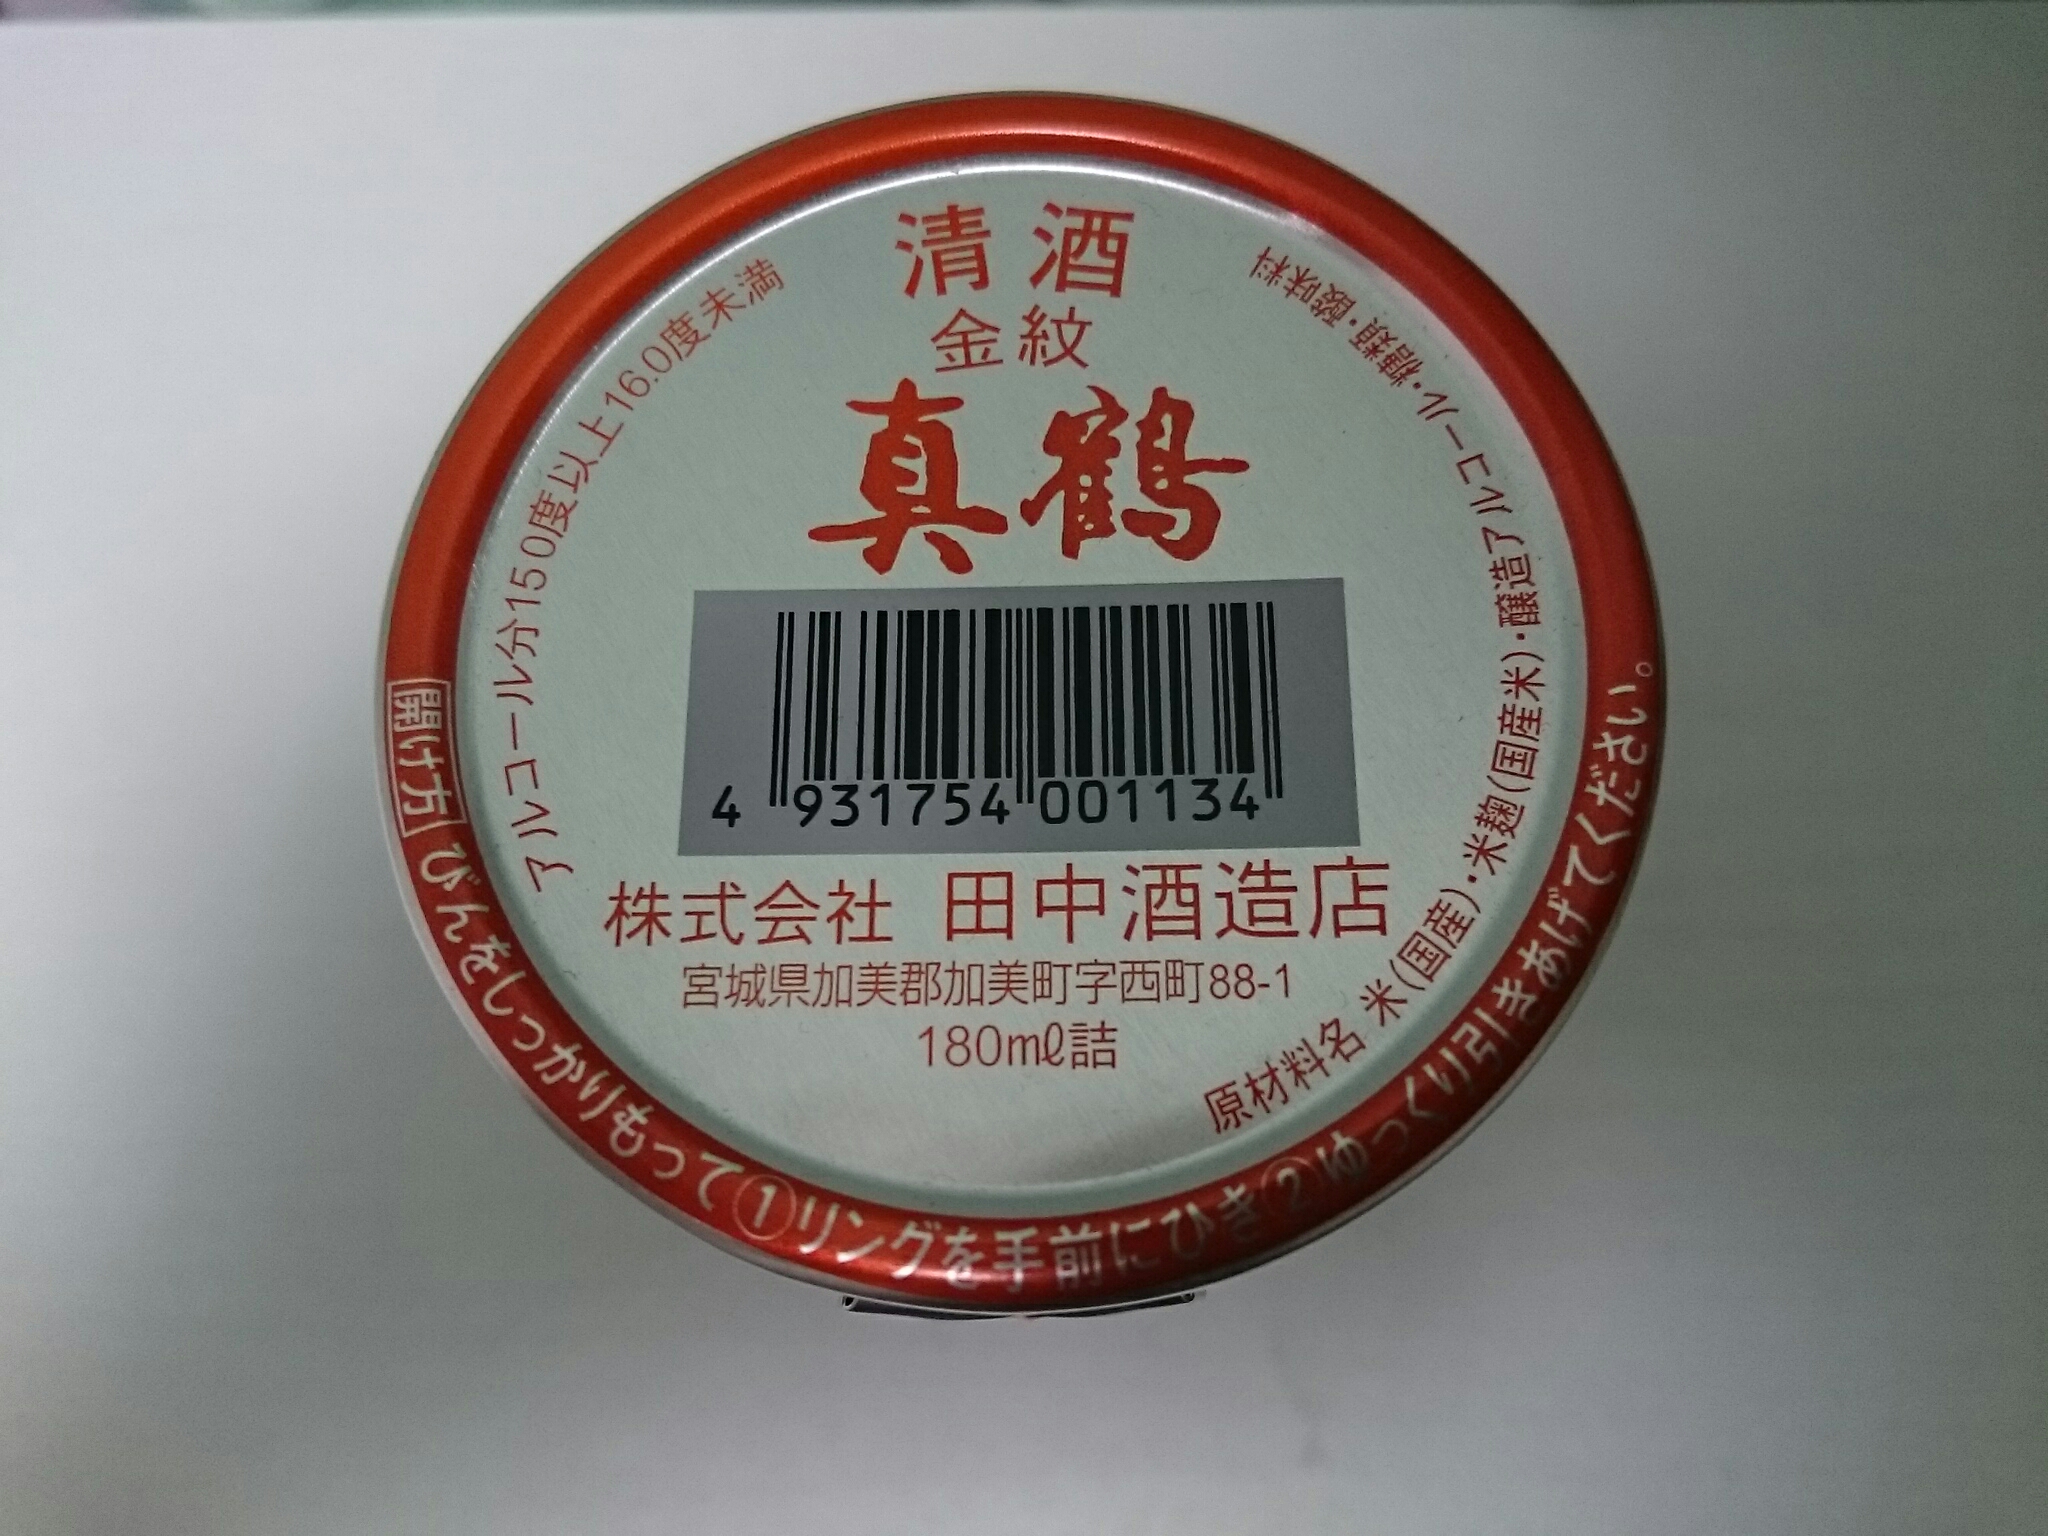 清酒
金紋
真鶴
4 931754 001134
株式会社 田中酒造店
宮城県加美郡加美町字西町88-1
180mℓ詰
アルコール分15.0度以上16.0度未満
原材料名 米(国産)・米麹(国産米)・醸造アルコール・糖類・酸味料
開け方 びんをしっかりもって①リングを手前にひき②ゆっくり引きあげてください。